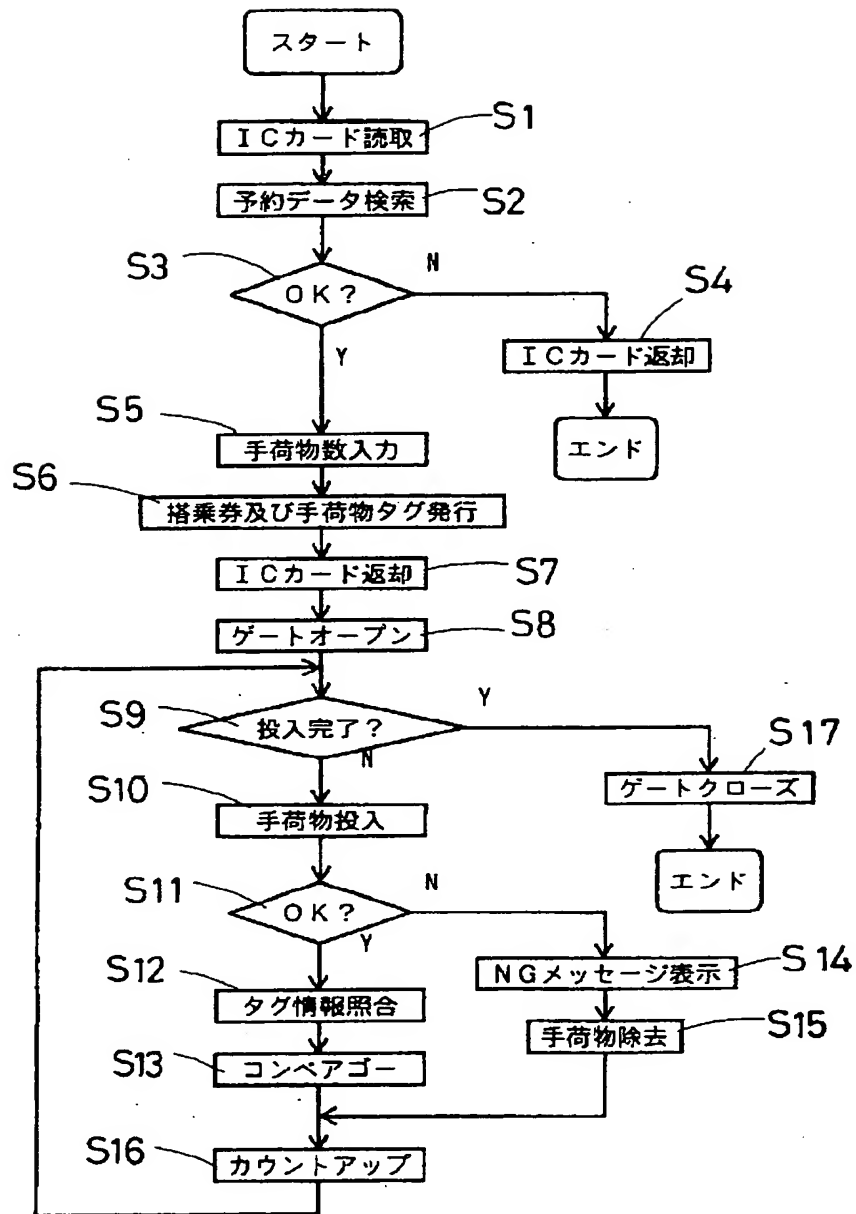 スタート
S1
ICカード読取
S2
予約データ検索
S3
N
OK?
S4
Y
ICカード返却
S5
手荷物数入力
エンド
S6
搭乗券及び手荷物タグ発行
S7
ICカード返却
S8
ゲートオープン
S9
Y
投入完了?
S17
N
ゲートクローズ
S10
手荷物投入
エンド
S11
N
OK?
Y
S14
S12
NGメッセージ表示
タグ情報照合
S15
手荷物除去
S13
コンベアゴー
S16
カウントアップ